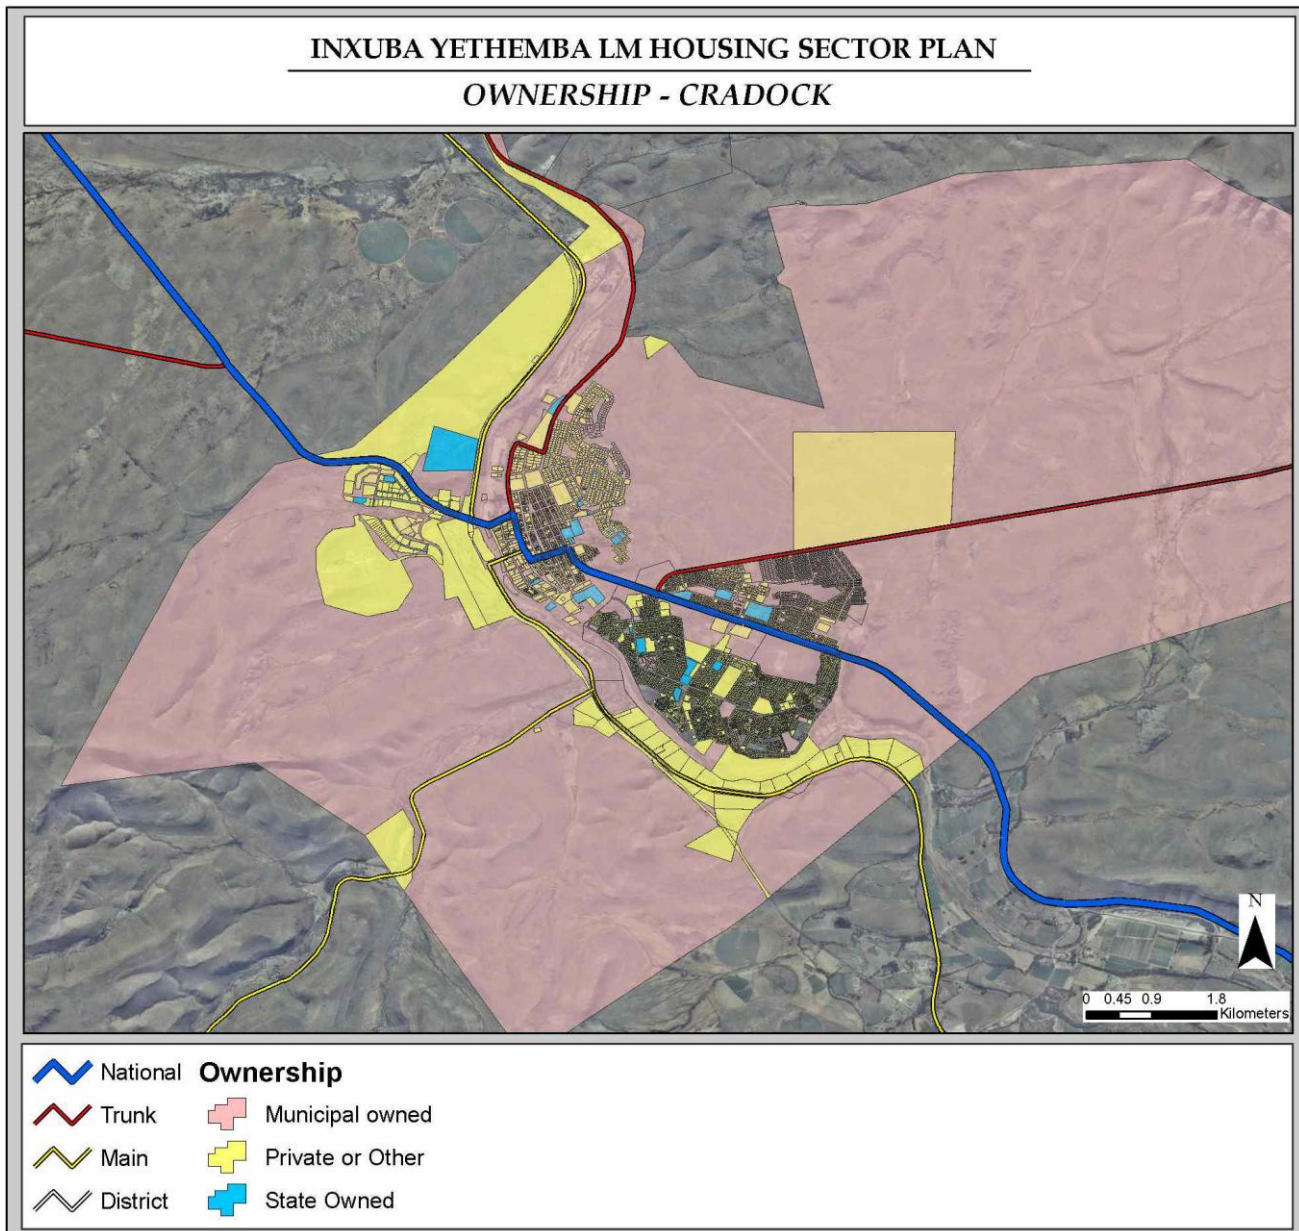 INXUBA YETHEMBA LM HOUSING SECTOR PLAN
OWNERSHIP - CRADOCK
N
0 0.45 0.9 1.8
Kilometers
National
Trunk
Main
District
Ownership
Municipal owned
Private or Other
State Owned